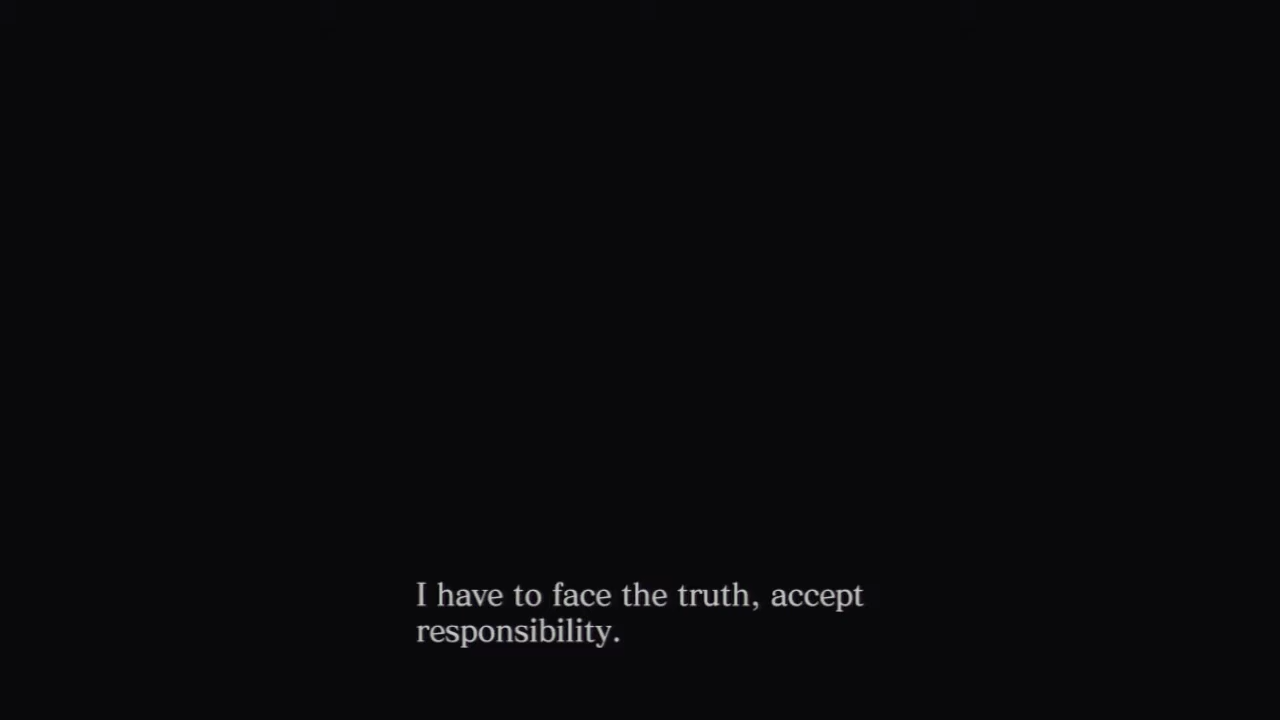 I have to face the truth, accept
responsibility.